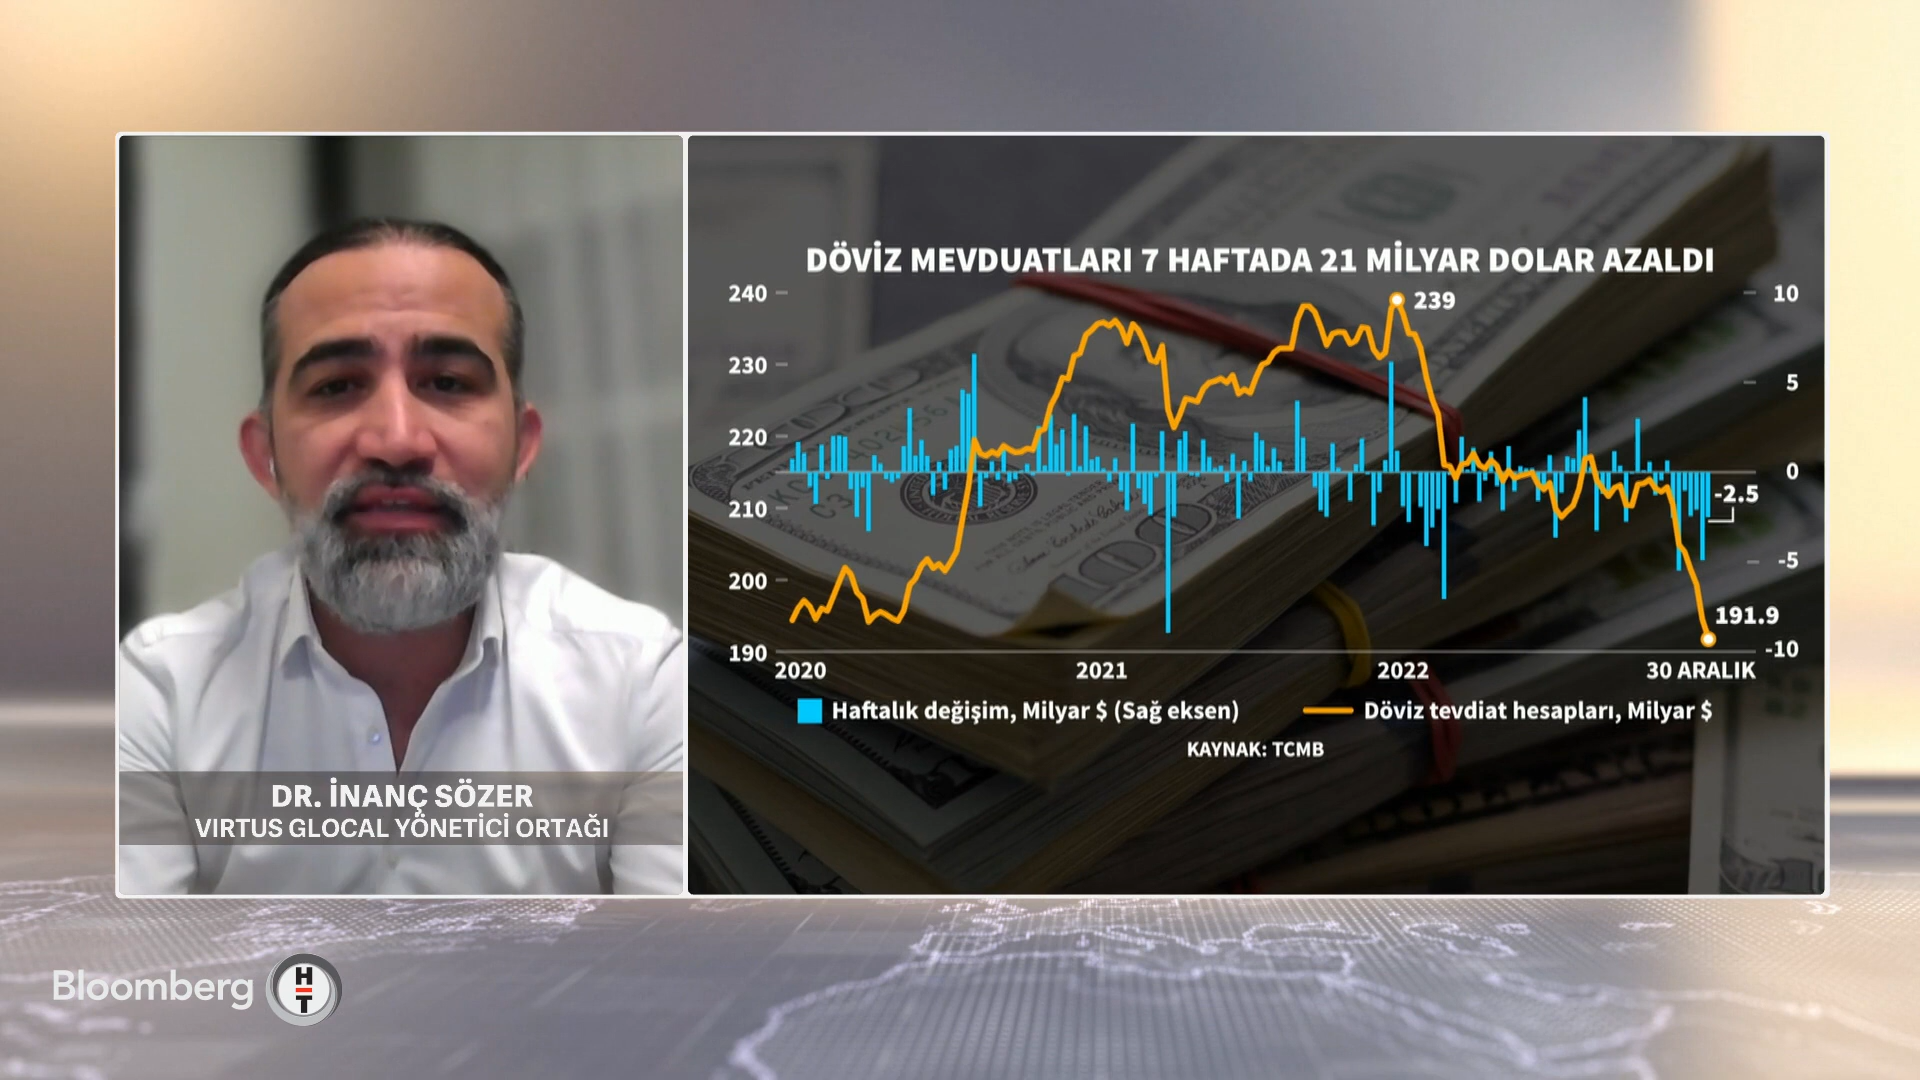 DÖVİZ MEVDUATLARI 7 HAFTADA 21 MİLYAR DOLAR AZALDI
240
230
220
210
200
190
10
5
0
-5
-10
239
-2.5
191.9
2020
2021
2022
30 ARALIK
Haftalık değişim, Milyar $ (Sağ eksen)
Döviz tevdiat hesapları, Milyar $
KAYNAK: TCMB
DR. İNANÇ SÖZER
VIRTUS GLOCAL YÖNETİCİ ORTAĞI
Bloomberg HT
100